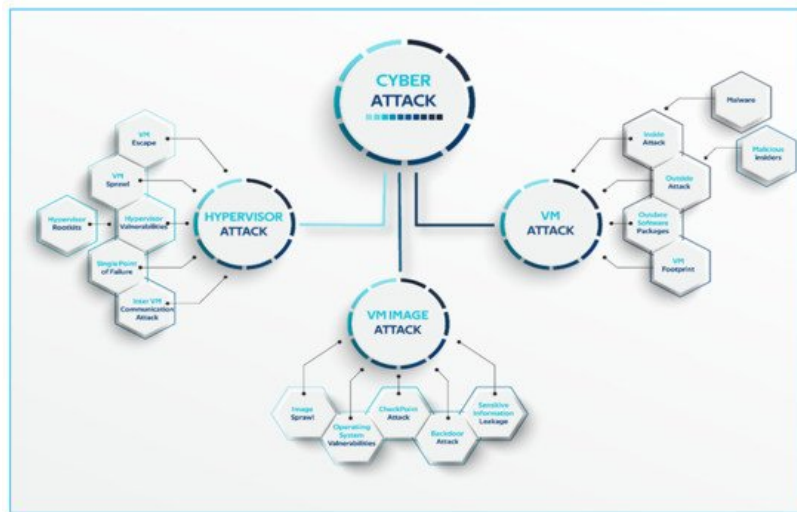 CYBER
ATTACK
HYPERVISOR
ATTACK
VM
Escape
VM
Sprawl
Hypervisor
Rootkits
Hypervisor
Valnerabilities
Single Point
of Failure
Inter VM
Communication
Attack
VM IMAGE
ATTACK
Image
Sprawl
Operating
System
Valnerabilities
CheckPoint
Attack
Backdoor
Attack
Sensitive
Information
Leakage
VM
ATTACK
Malware
Inside
Attack
Malicious
Insiders
Outside
Attack
Outdate Software
Packages
VM
Footprint